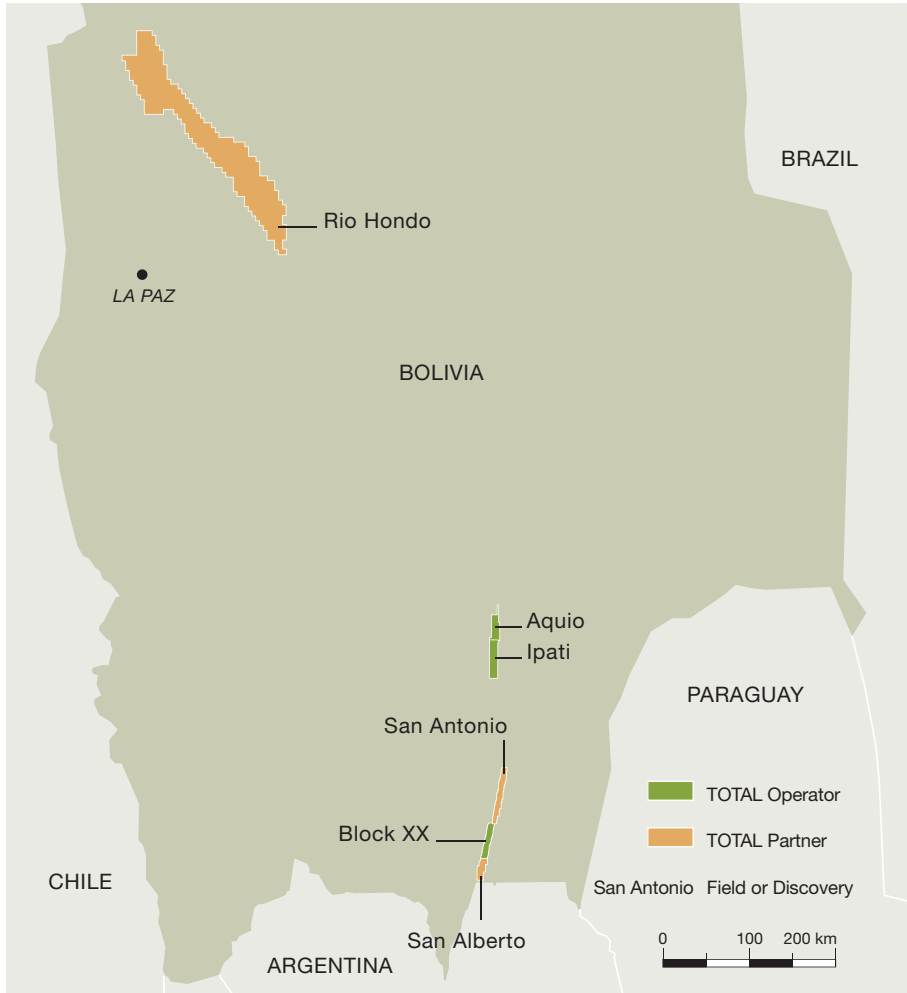 BRAZIL
Rio Hondo
LA PAZ
BOLIVIA
Aquio
Ipati
PARAGUAY
San Antonio
TOTAL Operator
Block XX
TOTAL Partner
CHILE
San Antonio Field or Discovery
San Alberto
0 100 200 km
ARGENTINA